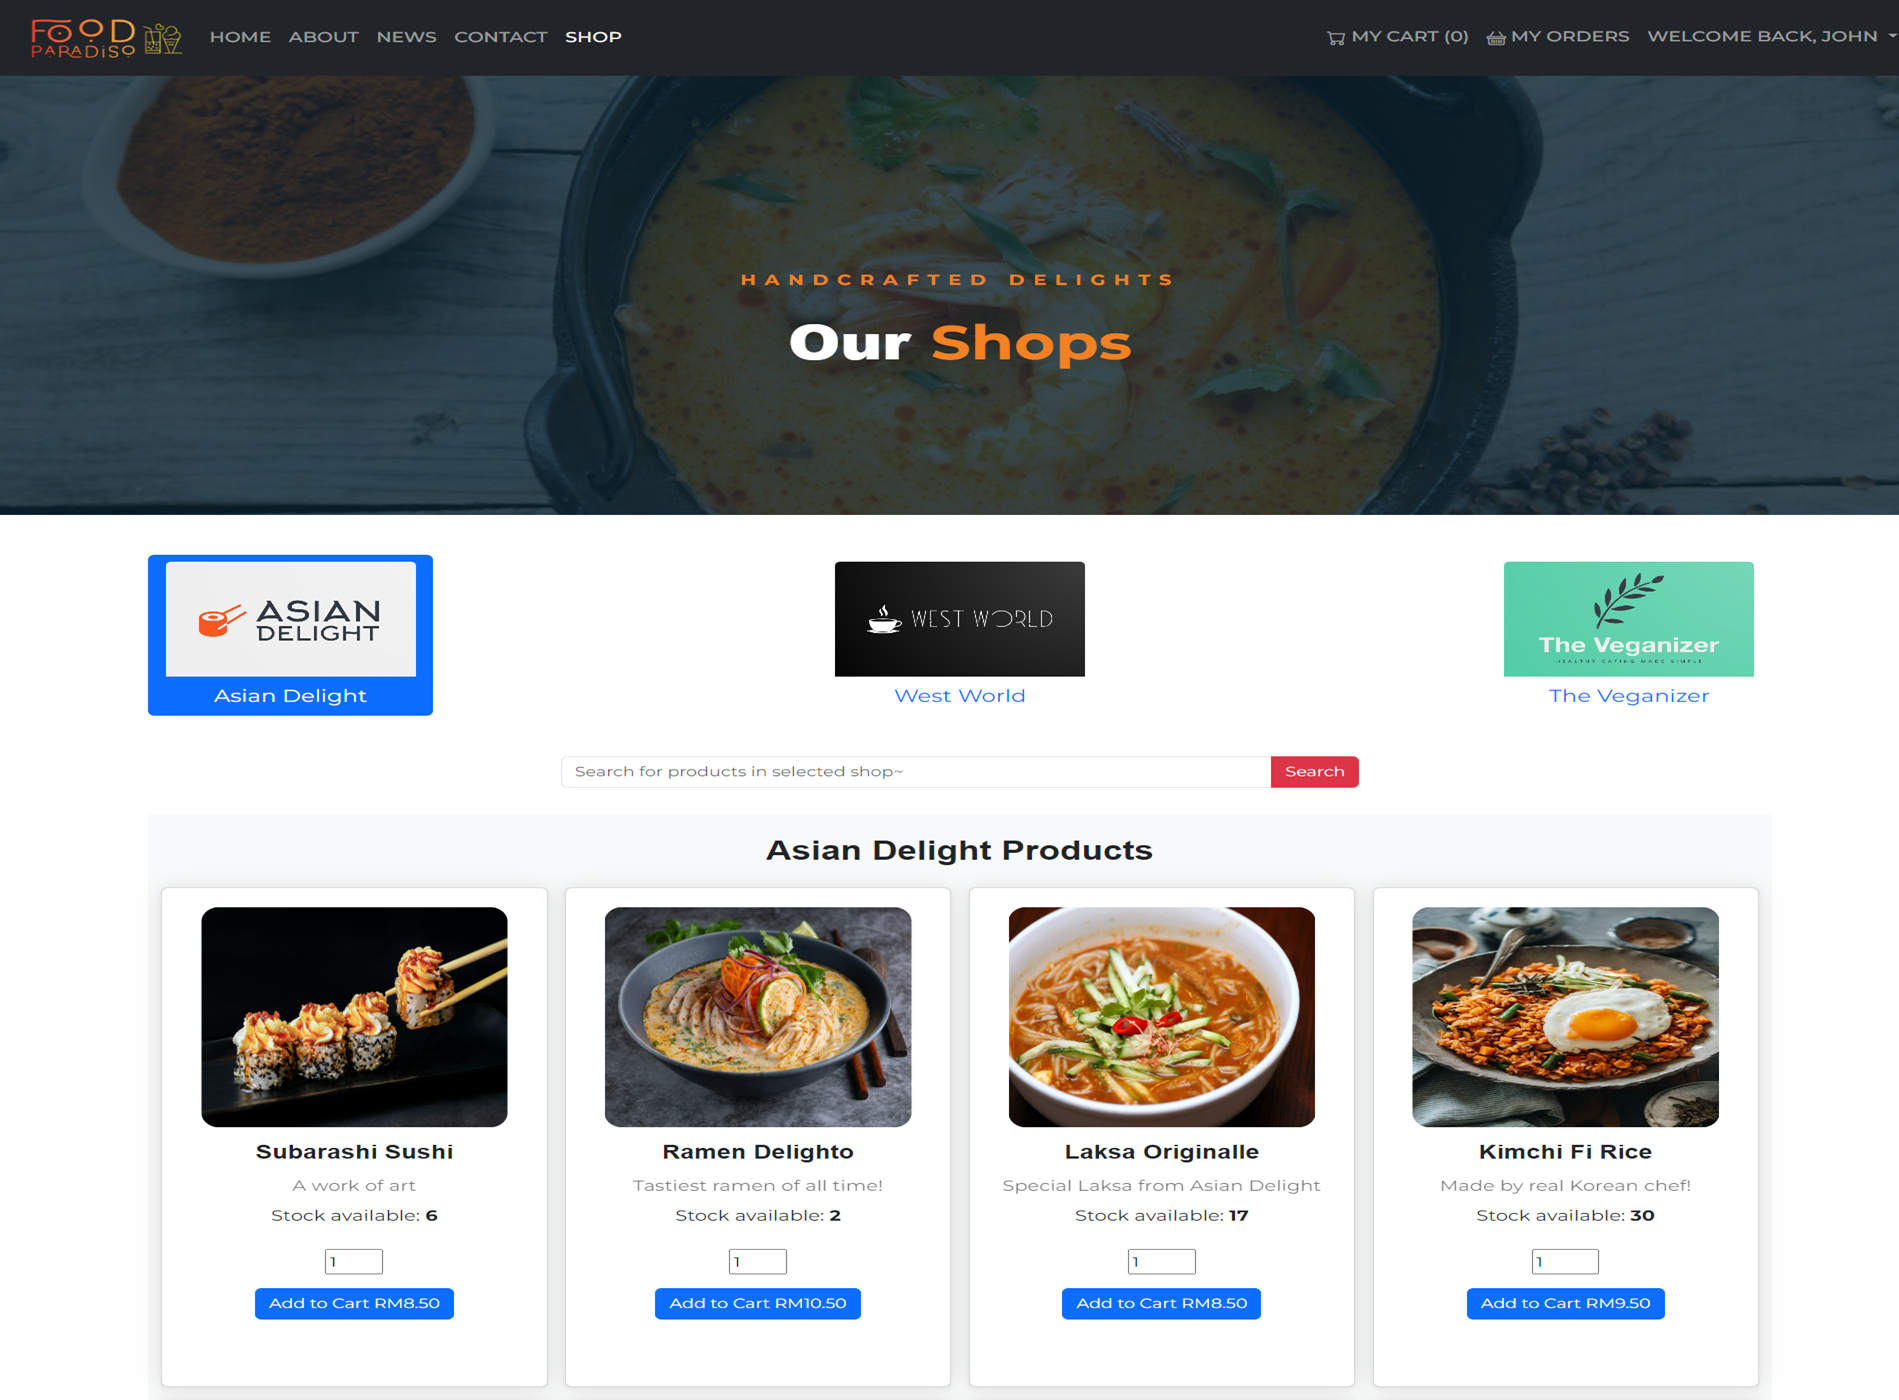 FOOD
PARADISO
HOME ABOUT NEWS CONTACT SHOP
MY CART (0) MY ORDERS WELCOME BACK, JOHN
HANDCRAFTED DELIGHTS
Our Shops
ASIAN
DELIGHT
Asian Delight
WEST WORLD
West World
The Veganizer
HEALTHY EATING MADE SIMPLE
The Veganizer
Search for products in selected shop~
Search
Asian Delight Products
Subarashi Sushi
A work of art
Stock available: 6
1
Add to Cart RM8.50
Ramen Delighto
Tastiest ramen of all time!
Stock available: 2
1
Add to Cart RM10.50
Laksa Originalle
Special Laksa from Asian Delight
Stock available: 17
1
Add to Cart RM8.50
Kimchi Fi Rice
Made by real Korean chef!
Stock available: 30
1
Add to Cart RM9.50